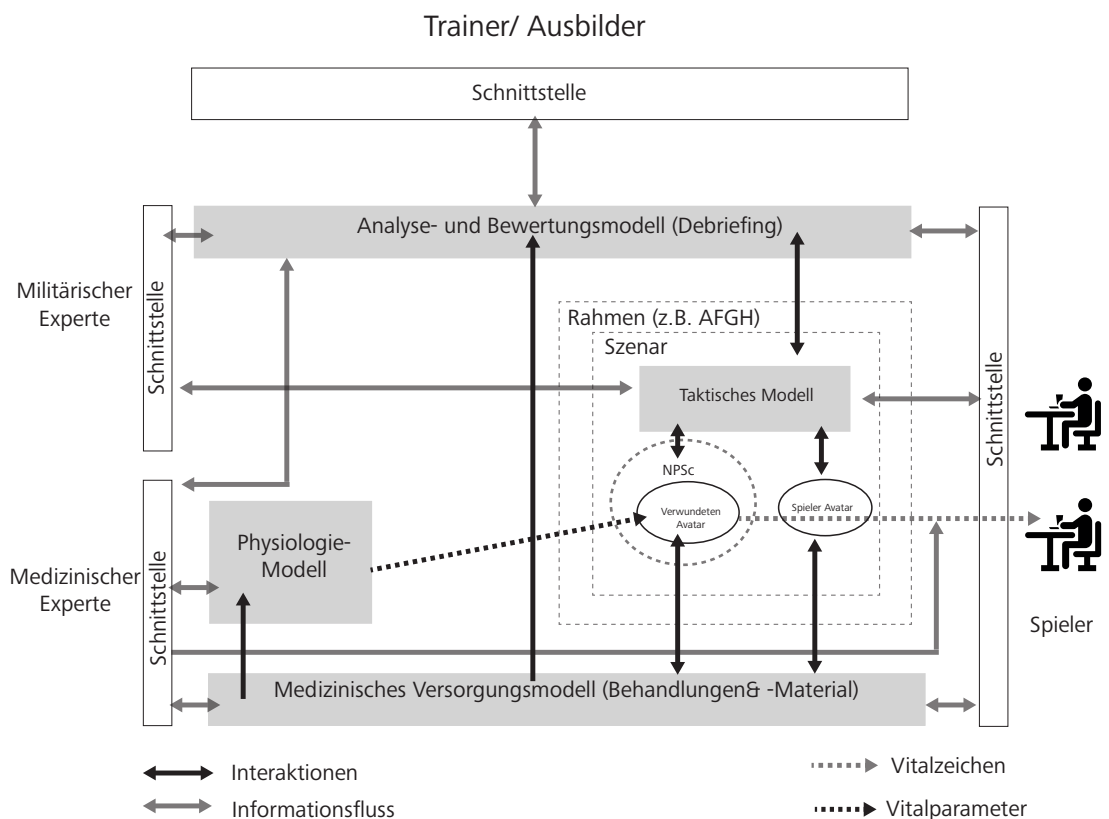 Trainer/ Ausbilder
Schnittstelle
Analyse- und Bewertungsmodell (Debriefing)
Militärischer
Experte
Schnittstelle
Rahmen (z.B. AFGH)
Szenar
Taktisches Modell
Schnittstelle
NPSc
Verwundeten
Avatar
Spieler Avatar
Physiologie-
Modell
Medizinischer
Experte
Schnittstelle
Spieler
Medizinisches Versorgungsmodell (Behandlungen& -Material)
Interaktionen
Informationsfluss
Vitalzeichen
Vitalparameter